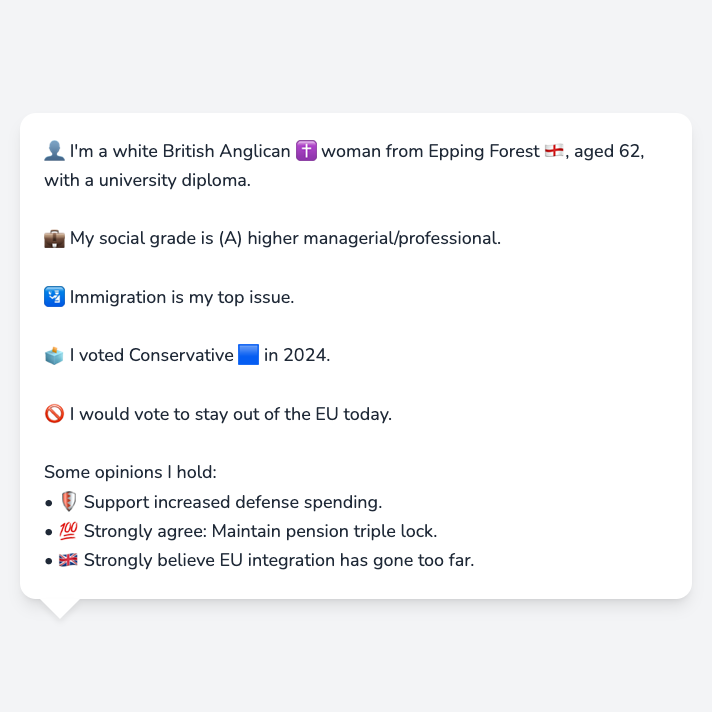 👤 I'm a white British Anglican ✝️ woman from Epping Forest 🏴󠁧󠁢󠁥󠁮󠁧󠁿, aged 62,
with a university diploma.
💼 My social grade is (A) higher managerial/professional.
🛂 Immigration is my top issue.
🗳️ I voted Conservative 🟦 in 2024.
🚫 I would vote to stay out of the EU today.
Some opinions I hold:
• 🛡️ Support increased defense spending.
• 💯 Strongly agree: Maintain pension triple lock.
• 🇬🇧 Strongly believe EU integration has gone too far.